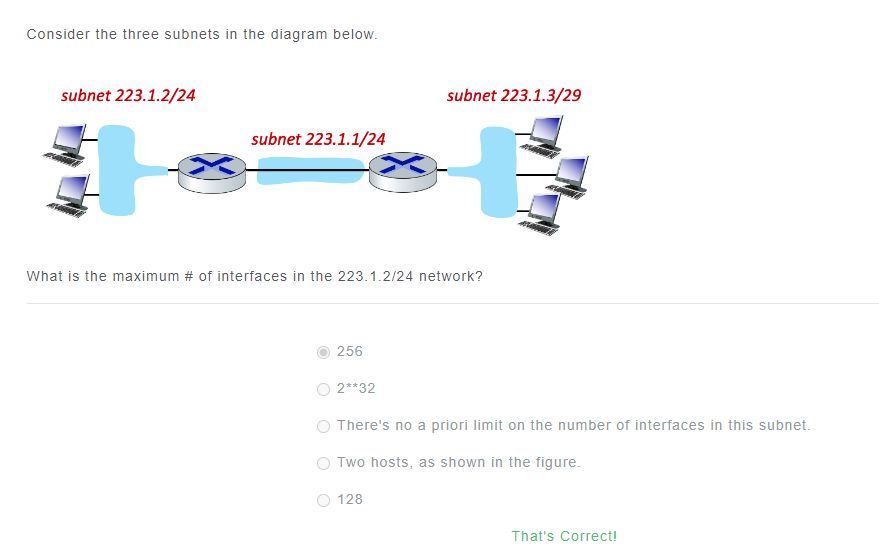 Consider the three subnets in the diagram below.
subnet 223.1.2/24
subnet 223.1.3/29
subnet 223.1.1/24
What is the maximum # of interfaces in the 223.1.2/24 network?
256
2**32
There's no a priori limit on the number of interfaces in this subnet.
Two hosts, as shown in the figure.
128
That's Correct!